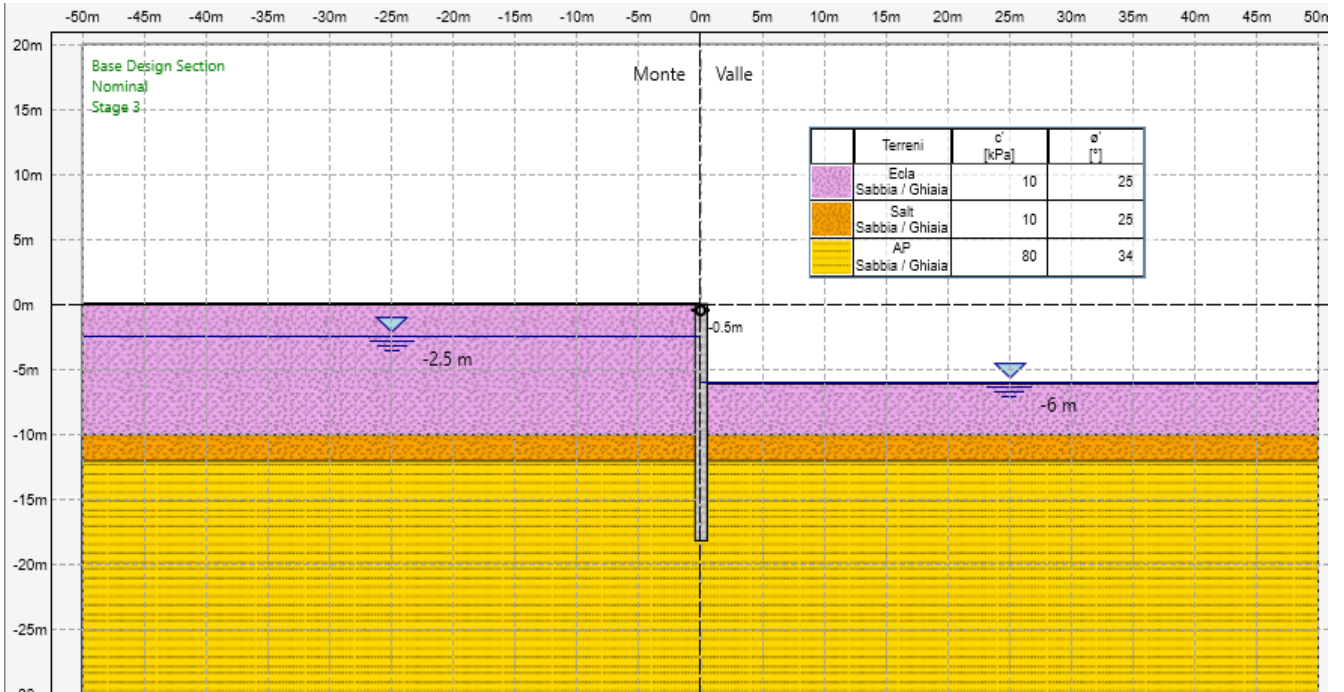 -50m -45m -40m -35m -30m -25m -20m -15m -10m -5m 0m 5m 10m 15m 20m 25m 30m 35m 40m 45m 50m
20m
Base Design Section
Nominal
Stage 3
Monte Valle
15m
Terreni c' [kPa] ø' [°]
Ecla
Sabbia / Ghiaia 10 25
Salt
Sabbia / Ghiaia 10 25
AP
Sabbia / Ghiaia 80 34
10m
5m
0m
-0.5m
-2.5 m
-5m
-6 m
-10m
-15m
-20m
-25m